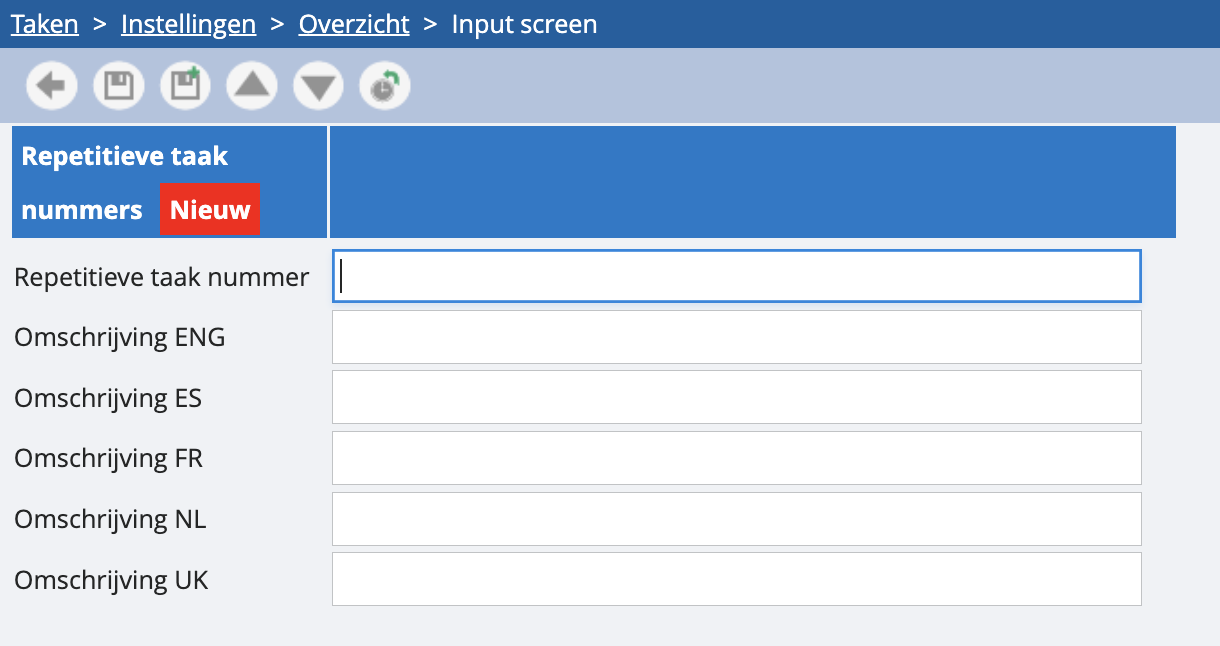 Taken > Instellingen > Overzicht > Input screen
Repetitieve taak
nummers Nieuw
Repetitieve taak nummer
Omschrijving ENG
Omschrijving ES
Omschrijving FR
Omschrijving NL
Omschrijving UK